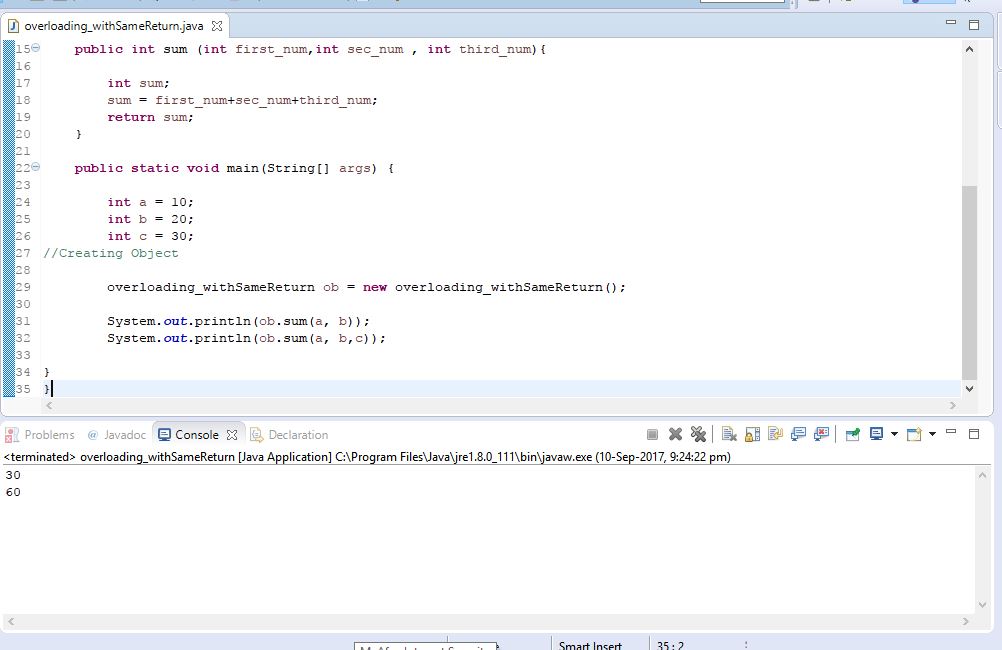 overloading_withSameReturn.java
15 public int sum (int first_num,int sec_num , int third_num){
16
17 int sum;
18 sum = first_num+sec_num+third_num;
19 return sum;
20 }
21
22 public static void main(String[] args) {
23
24 int a = 10;
25 int b = 20;
26 int c = 30;
27 //Creating Object
28
29 overloading_withSameReturn ob = new overloading_withSameReturn();
30
31 System.out.println(ob.sum(a, b));
32 System.out.println(ob.sum(a, b,c));
33
34 }
35 }
Problems @ Javadoc Console Declaration
<terminated> overloading_withSameReturn [Java Application] C:\Program Files\Java\jre1.8.0_111\bin\javaw.exe (10-Sep-2017, 9:24:22 pm)
30
60
Smart Insert 35 : 2